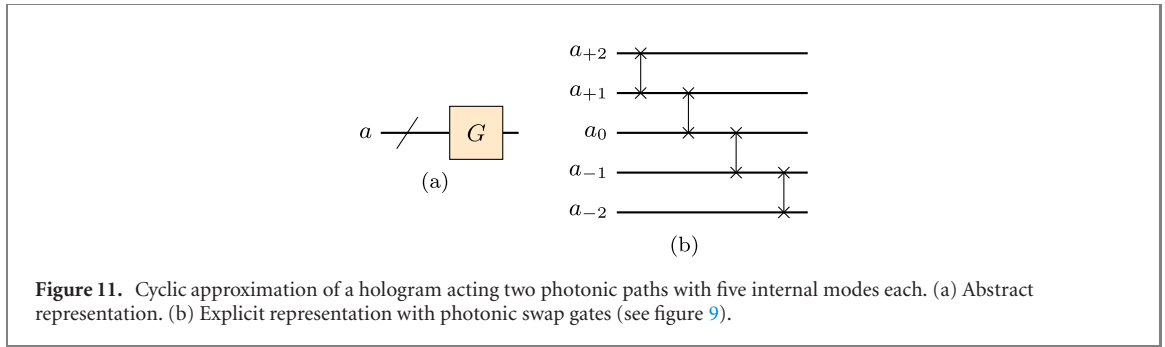 a₊₂
a₊₁
a G a₀
a₋₁
(a)
a₋₂
(b)
Figure 11. Cyclic approximation of a hologram acting two photonic paths with five internal modes each. (a) Abstract
representation. (b) Explicit representation with photonic swap gates (see figure 9).